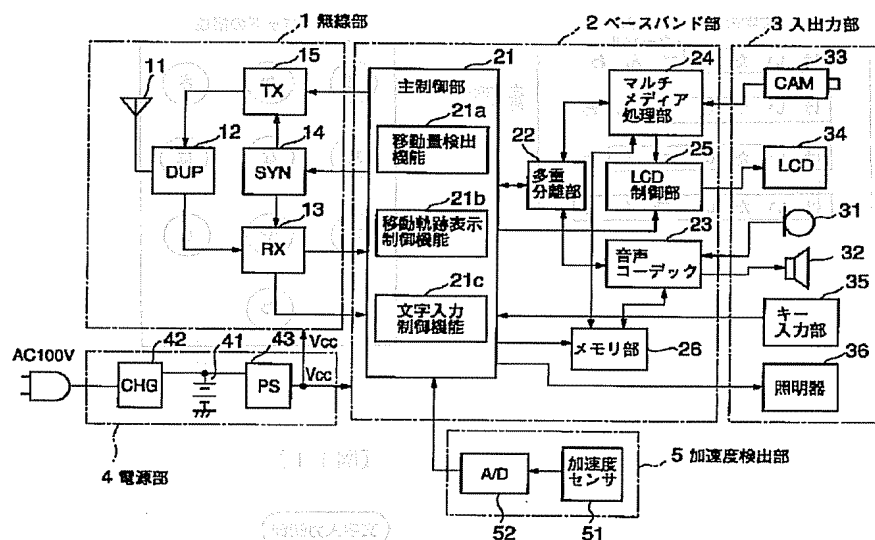 1 無線部
2 ベースバンド部
3 入出力部
11
15
TX
12
DUP
14
SYN
13
RX
21
主制御部
21a
移動量検出
機能
21b
移動軌跡表示
制御機能
21c
文字入力
制御機能
22
多重
分離部
24
マルチ
メディア
処理部
25
LCD
制御部
23
音声
コーデック
メモリ部
26
33
CAM
34
LCD
31
32
35
キー
入力部
36
照明器
AC100V
42
CHG
41
43
PS
Vcc
Vcc
4 電源部
A/D
52
加速度
センサ
51
5 加速度検出部